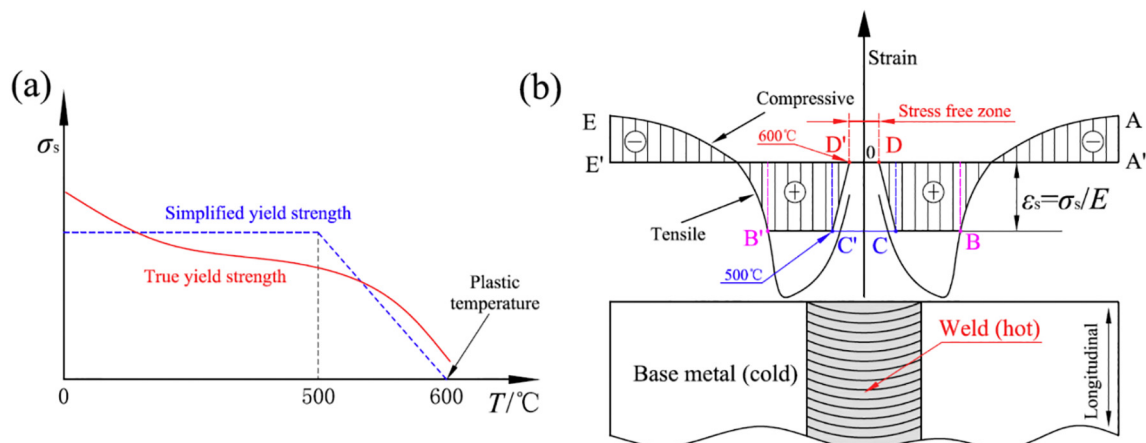 (a)
σs
Simplified yield strength
True yield strength
Plastic
temperature
0
500
600
T/℃
(b)
Strain
Compressive
Stress free zone
E
A
600℃
D'
0
D
E'
A'
−
+
+
−
εs=σs/E
Tensile
B'
C'
C
B
500℃
Weld (hot)
Base metal (cold)
Longitudinal